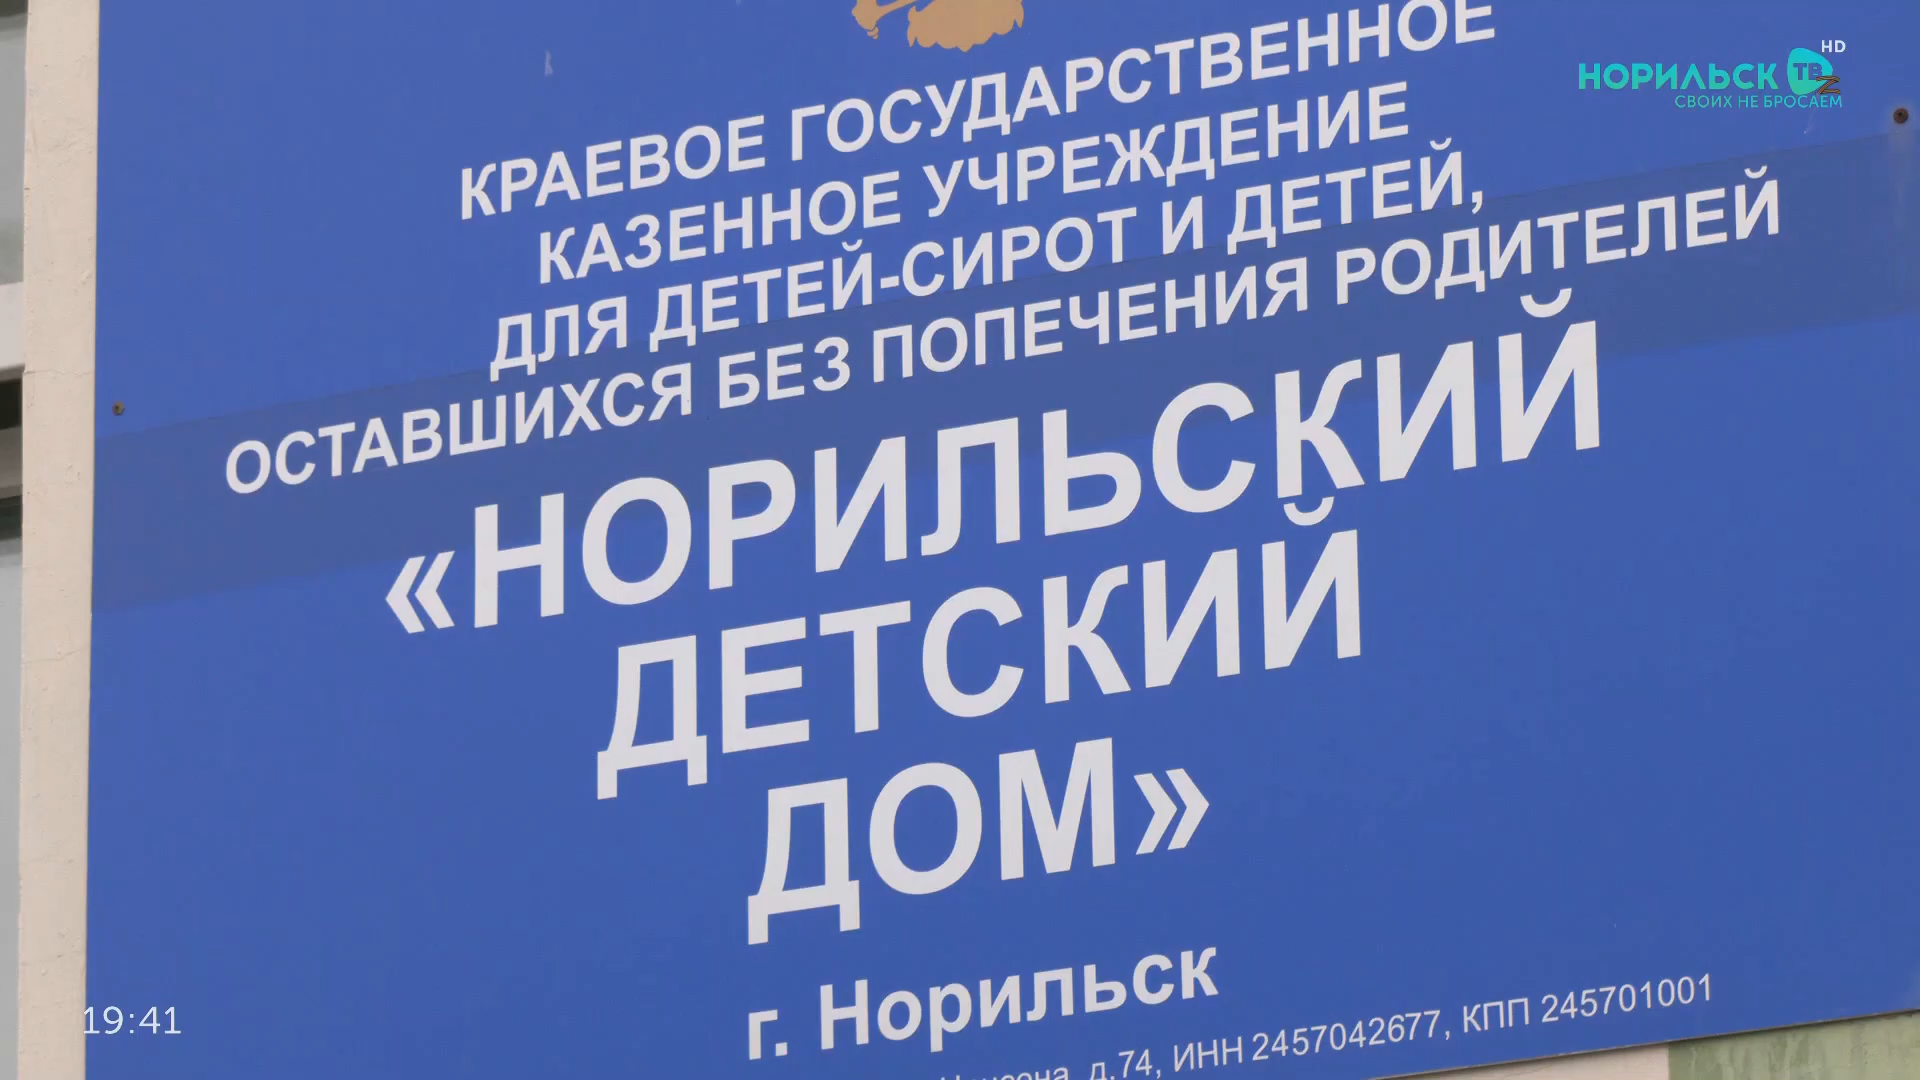 КРАЕВОЕ ГОСУДАРСТВЕННОЕ
КАЗЕННОЕ УЧРЕЖДЕНИЕ
ДЛЯ ДЕТЕЙ-СИРОТ И ДЕТЕЙ,
ОСТАВШИХСЯ БЕЗ ПОПЕЧЕНИЯ РОДИТЕЛЕЙ
«НОРИЛЬСКИЙ
ДЕТСКИЙ
ДОМ»
г. Норильск
д.74, ИНН 2457042677, КПП 245701001
HD
НОРИЛЬСК ТВ
СВОИХ НЕ БРОСАЕМ
19:41